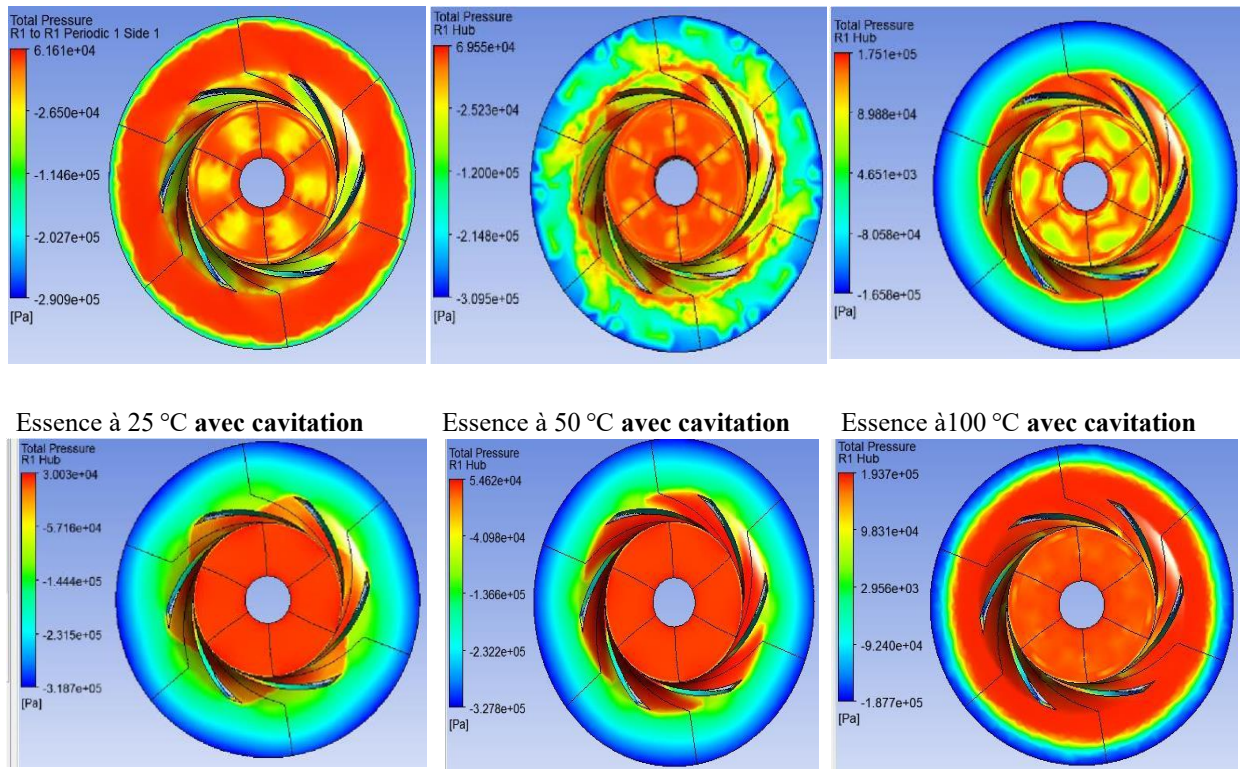 Total Pressure
R1 to R1 Periodic 1 Side 1
6.161e+04
-2.650e+04
-1.146e+05
-2.027e+05
-2.909e+05
[Pa]
Total Pressure
R1 Hub
6.955e+04
-2.523e+04
-1.200e+05
-2.148e+05
-3.095e+05
[Pa]
Total Pressure
R1 Hub
1.751e+05
8.988e+04
4.651e+03
-8.058e+04
-1.658e+05
[Pa]
Essence à 25 °C avec cavitation
Essence à 50 °C avec cavitation
Essence à100 °C avec cavitation
Total Pressure
R1 Hub
3.003e+04
-5.716e+04
-1.444e+05
-2.315e+05
-3.187e+05
[Pa]
Total Pressure
R1 Hub
5.462e+04
-4.098e+04
-1.366e+05
-2.322e+05
-3.278e+05
[Pa]
Total Pressure
R1 Hub
1.937e+05
9.831e+04
2.956e+03
-9.240e+04
-1.877e+05
[Pa]